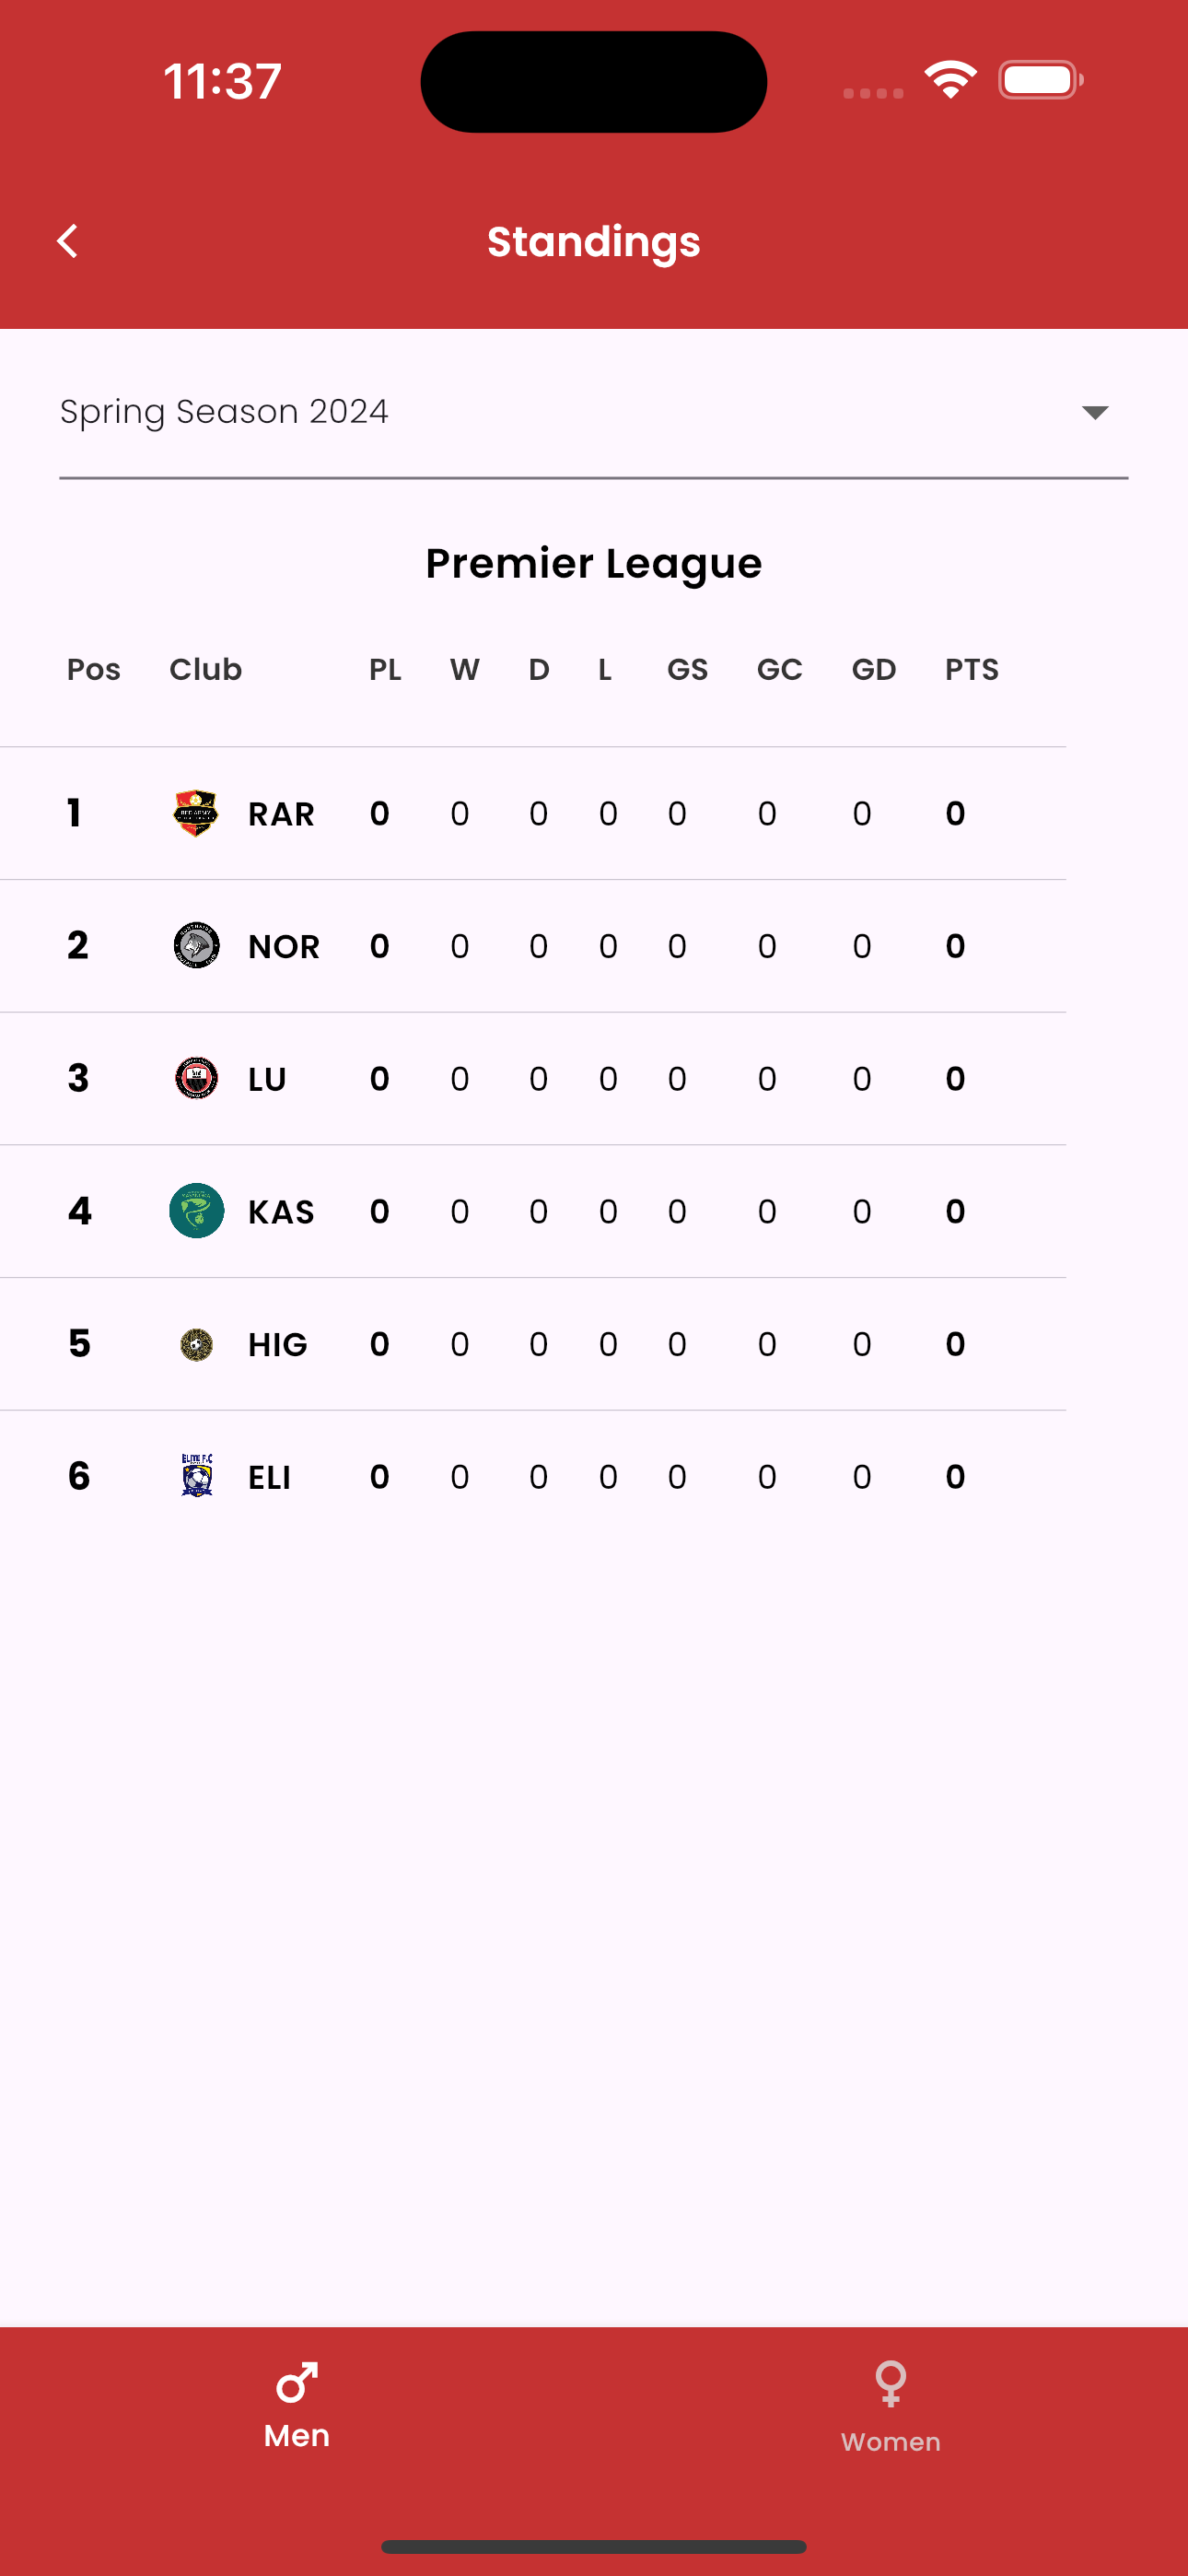 11:37
Standings
Spring Season 2024
Premier League
Pos Club PL W D L GS GC GD PTS
1 RAR 0 0 0 0 0 0 0 0
2 NOR 0 0 0 0 0 0 0 0
3 LU 0 0 0 0 0 0 0 0
4 KAS 0 0 0 0 0 0 0 0
5 HIG 0 0 0 0 0 0 0 0
ELITE F.C
6 ELI 0 0 0 0 0 0 0 0
Men Women